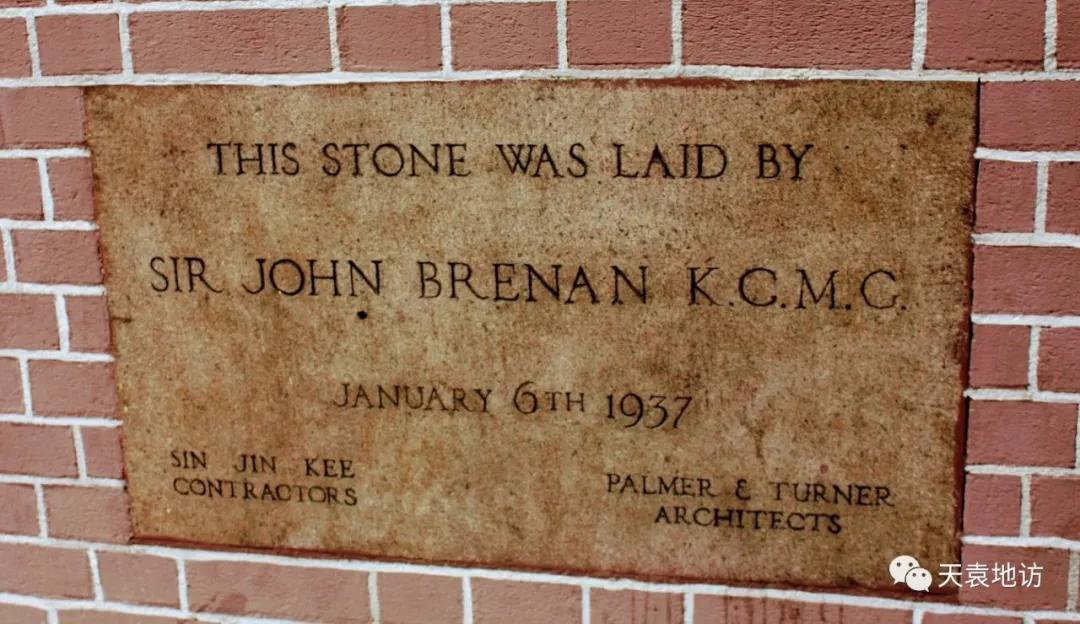 THIS STONE WAS LAID BY
SIR JOHN BRENAN K.C.M.G.
JANUARY 6TH 1937
SIN JIN KEE
CONTRACTORS
PALMER & TURNER
ARCHITECTS
天袁地访